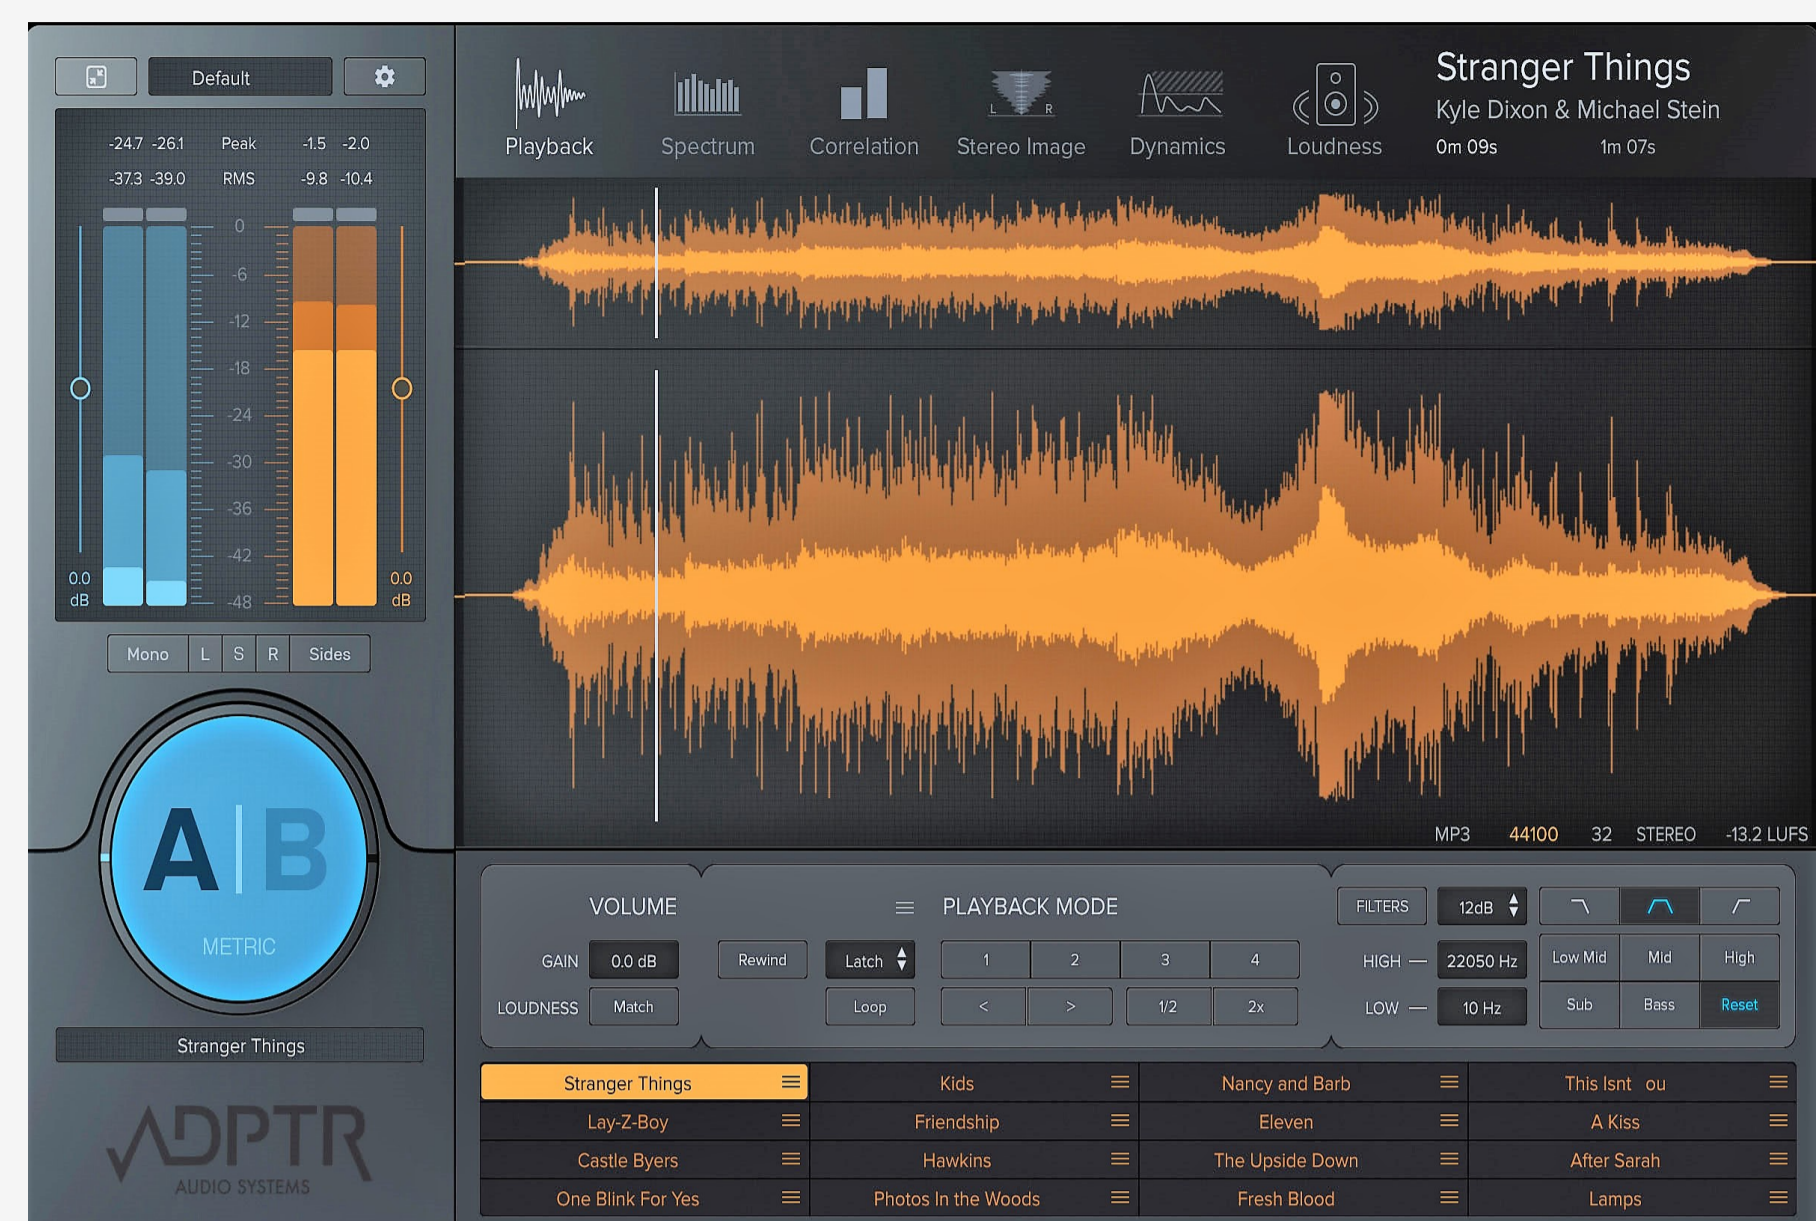 Default
-24.7 -26.1 Peak -1.5 -2.0
-37.3 -39.0 RMS -9.8 -10.4
0
-6
-12
-18
-24
-30
-36
-42
-48
0.0 dB
0.0 dB
Mono L S R Sides
A|B
METRIC
Stranger Things
ADPTR
AUDIO SYSTEMS
Playback Spectrum Correlation Stereo Image Dynamics Loudness
L R
Stranger Things
Kyle Dixon & Michael Stein
0m 09s 1m 07s
MP3 44100 32 STEREO -13.2 LUFS
VOLUME
GAIN 0.0 dB
LOUDNESS Match
PLAYBACK MODE
Rewind Latch 1 2 3 4
Loop < > 1/2 2x
FILTERS 12dB
HIGH 22050 Hz Low Mid Mid High
LOW 10 Hz Sub Bass Reset
Stranger Things Kids Nancy and Barb This Isnt ou
Lay-Z-Boy Friendship Eleven A Kiss
Castle Byers Hawkins The Upside Down After Sarah
One Blink For Yes Photos In the Woods Fresh Blood Lamps